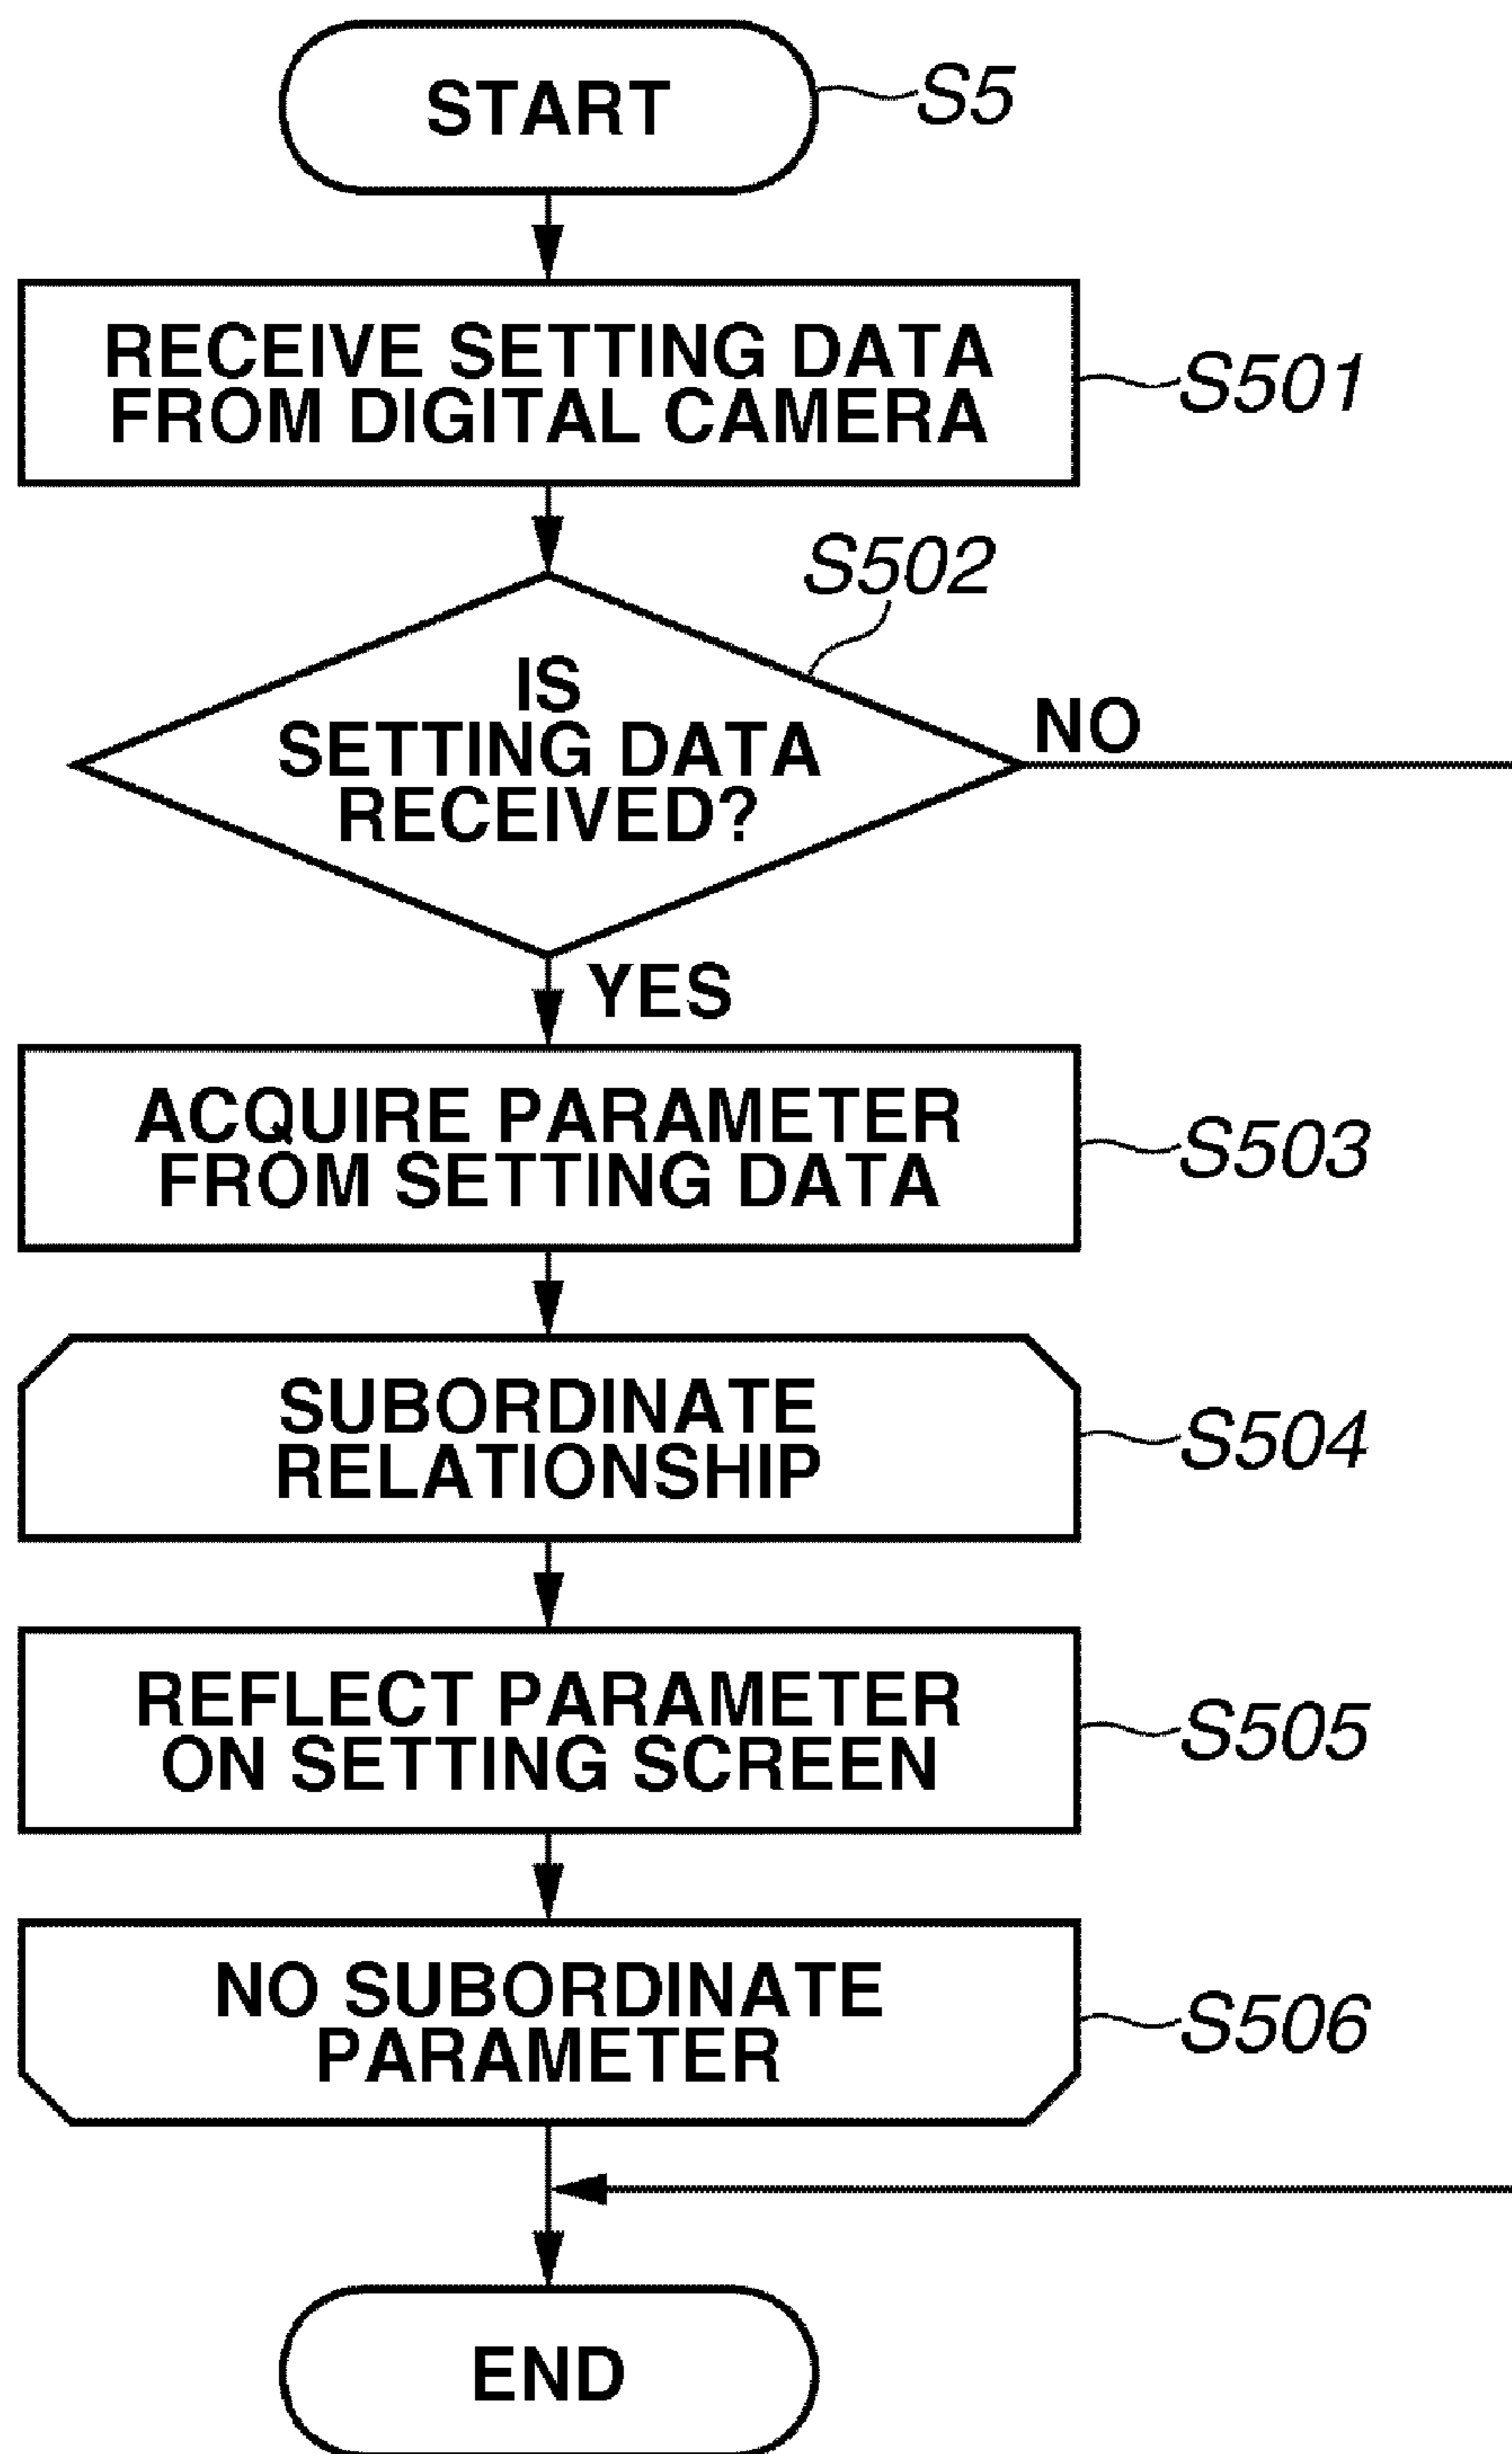 START
S5
RECEIVE SETTING DATA
FROM DIGITAL CAMERA
S501
S502
IS
SETTING DATA
RECEIVED?
NO
YES
ACQUIRE PARAMETER
FROM SETTING DATA
S503
SUBORDINATE
RELATIONSHIP
S504
REFLECT PARAMETER
ON SETTING SCREEN
S505
NO SUBORDINATE
PARAMETER
S506
END